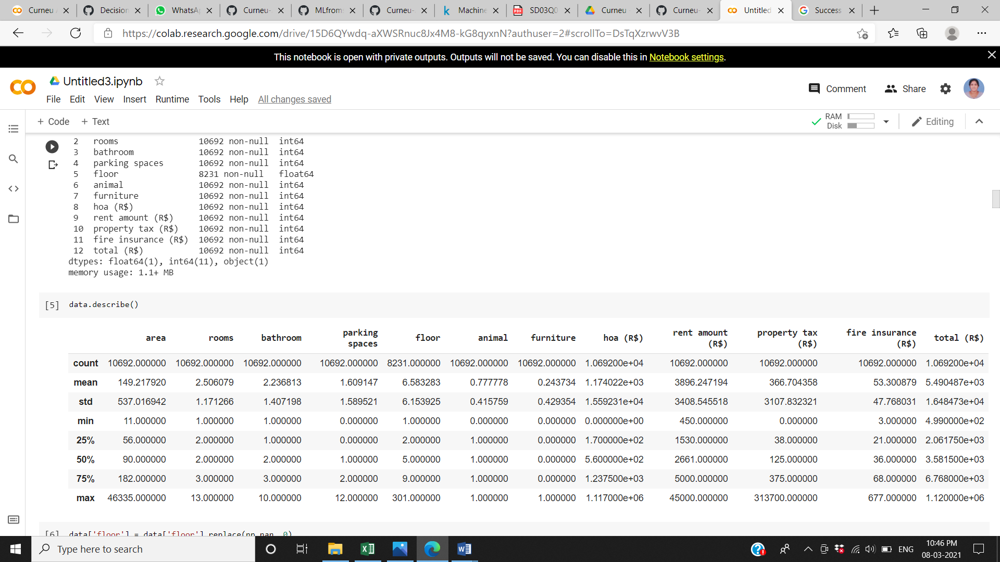 Curneu A
Decision
WhatsAp
Curneu-
MLfroms
Curneu-
Machine
SD03Q0
Curneu -
Curneu-
Untitled
Success
https://colab.research.google.com/drive/15D6QYwdq-aXWSRnuc8Jx4M8-kG8qyxnN?authuser=2#scrollTo=DsTqXzrwvV3B
This notebook is open with private outputs. Outputs will not be saved. You can disable this in Notebook settings.
Untitled3.ipynb
Comment Share
File Edit View Insert Runtime Tools Help All changes saved
+ Code + Text
RAM
Disk
Editing
2 rooms 10692 non-null int64
3 bathroom 10692 non-null int64
4 parking spaces 10692 non-null int64
5 floor 8231 non-null float64
6 animal 10692 non-null int64
7 furniture 10692 non-null int64
8 hoa (R$) 10692 non-null int64
9 rent amount (R$) 10692 non-null int64
10 property tax (R$) 10692 non-null int64
11 fire insurance (R$) 10692 non-null int64
12 total (R$) 10692 non-null int64
dtypes: float64(1), int64(11), object(1)
memory usage: 1.1+ MB
[5] data.describe()
area rooms bathroom parking spaces floor animal furniture hoa (R$) rent amount (R$) property tax (R$) fire insurance (R$) total (R$)
count 10692.000000 10692.000000 10692.000000 10692.000000 8231.000000 10692.000000 10692.000000 1.069200e+04 10692.000000 10692.000000 10692.000000 1.069200e+04
mean 149.217920 2.506079 2.236813 1.609147 6.583283 0.777778 0.243734 1.174022e+03 3896.247194 366.704358 53.300879 5.490487e+03
std 537.016942 1.171266 1.407198 1.589521 6.153925 0.415759 0.429354 1.559231e+04 3408.545518 3107.832321 47.768031 1.648473e+04
min 11.000000 1.000000 1.000000 0.000000 1.000000 0.000000 0.000000 0.000000e+00 450.000000 0.000000 3.000000 4.990000e+02
25% 56.000000 2.000000 1.000000 0.000000 2.000000 1.000000 0.000000 1.700000e+02 1530.000000 38.000000 21.000000 2.061750e+03
50% 90.000000 2.000000 2.000000 1.000000 5.000000 1.000000 0.000000 5.600000e+02 2661.000000 125.000000 36.000000 3.581500e+03
75% 182.000000 3.000000 3.000000 2.000000 9.000000 1.000000 0.000000 1.237500e+03 5000.000000 375.000000 68.000000 6.768000e+03
max 46335.000000 13.000000 10.000000 12.000000 301.000000 1.000000 1.000000 1.117000e+06 45000.000000 313700.000000 677.000000 1.120000e+06
[6] data['floor'] = data['floor'].replace(np.nan, 0)
Type here to search
ENG
10:46 PM
08-03-2021